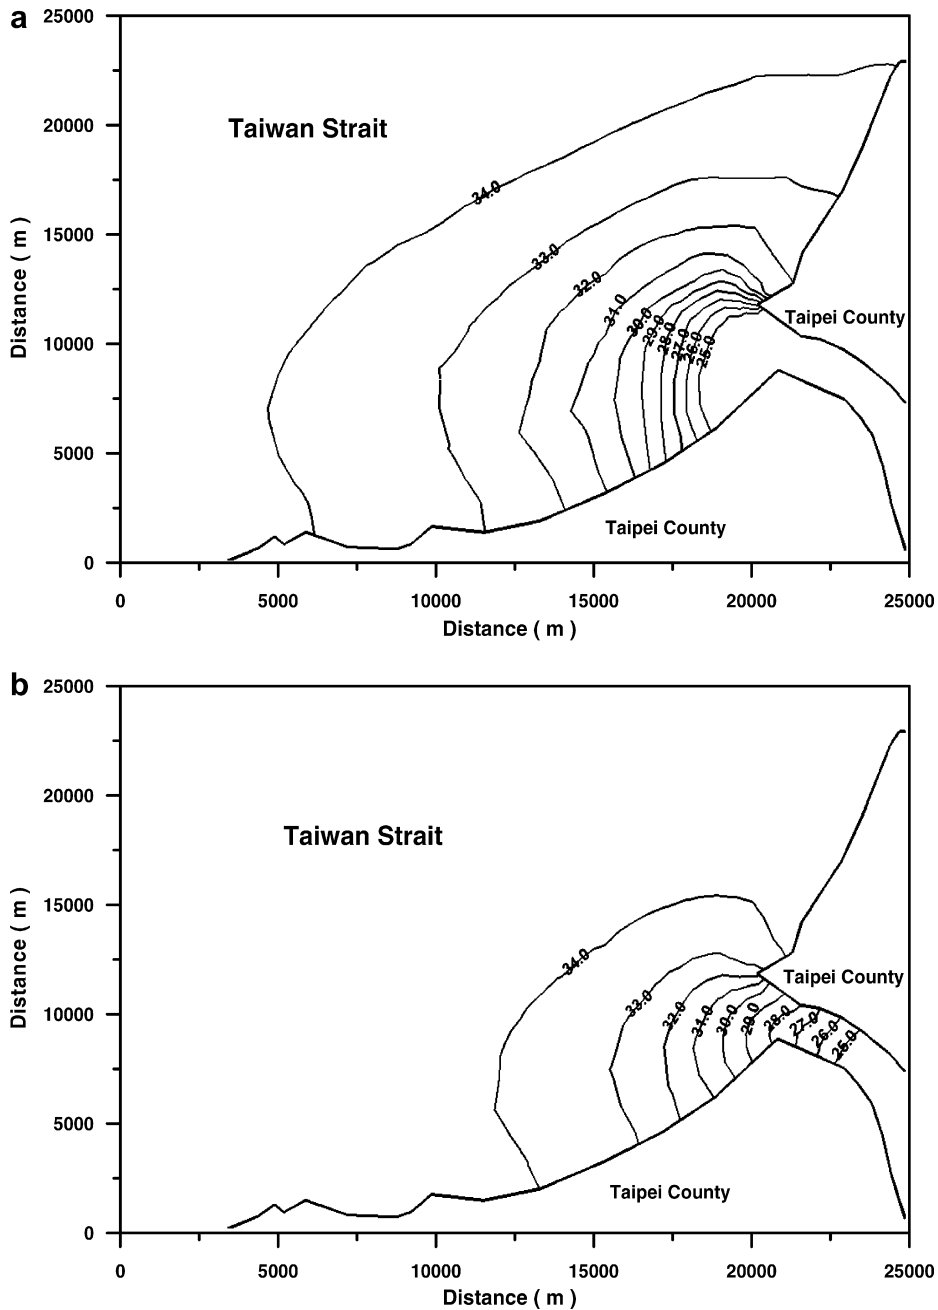 a
25000
20000
15000
10000
5000
0
Distance ( m )
Taiwan Strait
34.0
33.0
32.0
31.0
30.0
29.0
28.0
27.0
26.0
25.0
Taipei County
Taipei County
0 5000 10000 15000 20000 25000
Distance ( m )
b
25000
20000
15000
10000
5000
0
Distance ( m )
Taiwan Strait
34.0
33.0
32.0
31.0
30.0
29.0
28.0
27.0
26.0
25.0
Taipei County
Taipei County
0 5000 10000 15000 20000 25000
Distance ( m )